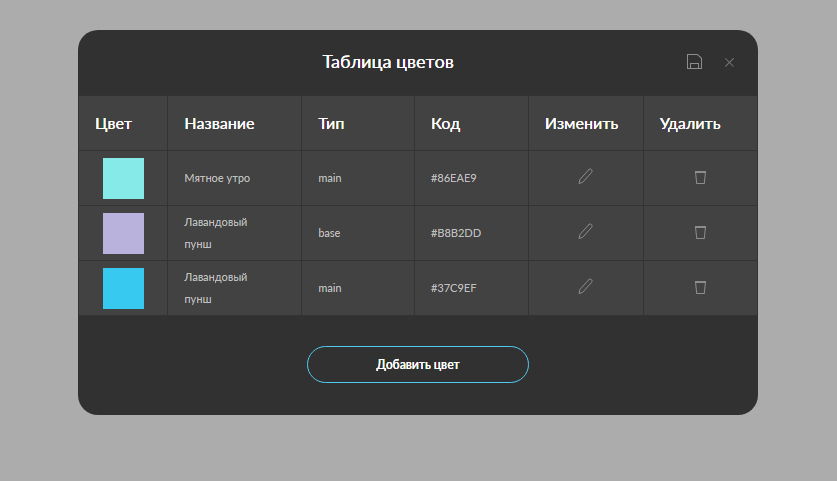 Таблица цветов
Цвет Название Тип Код Изменить Удалить
Мятное утро main #86EAE9
Лавандовый
пунш base #B8B2DD
Лавандовый
пунш main #37C9EF
Добавить цвет